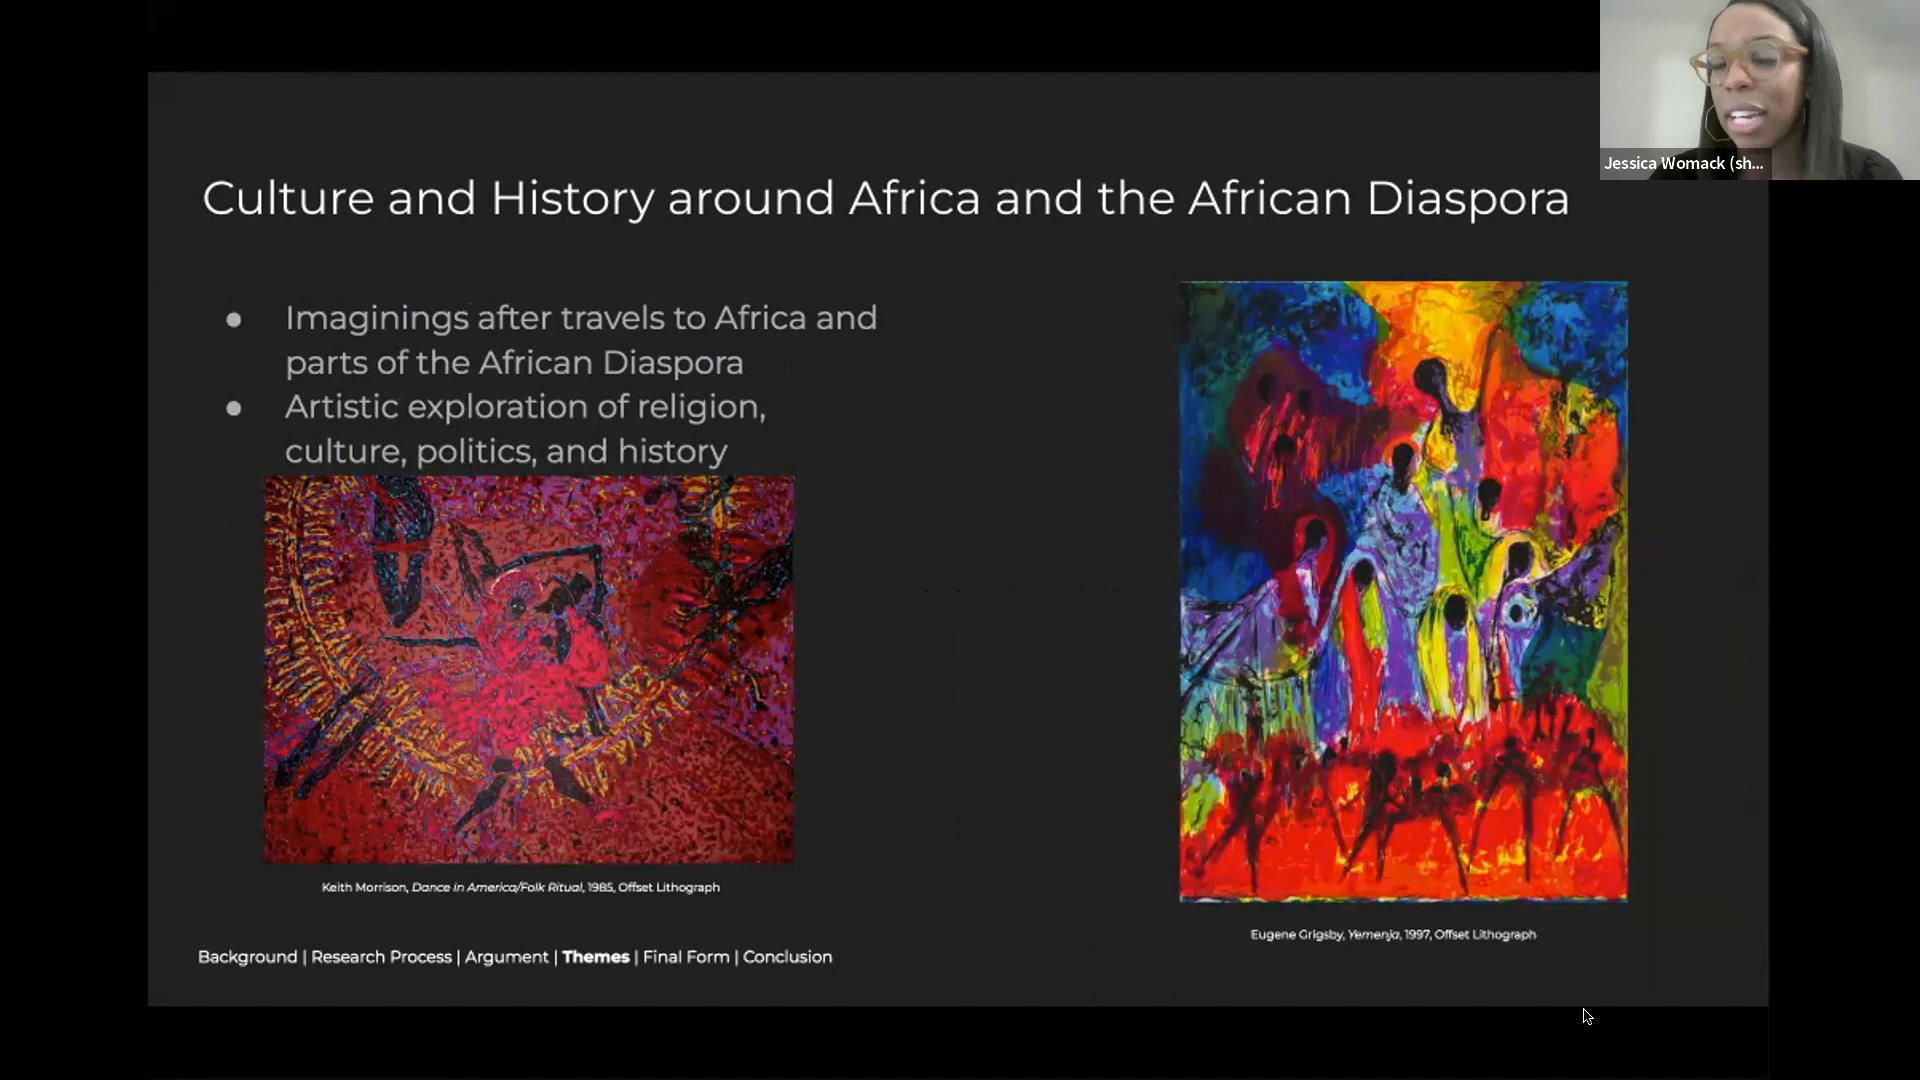 Jessica Womack (sh...
Culture and History around Africa and the African Diaspora
● Imaginings after travels to Africa and
parts of the African Diaspora
● Artistic exploration of religion,
culture, politics, and history
Keith Morrison, Dance in America/Folk Ritual, 1985, Offset Lithograph
Eugene Grigsby, Yemenja, 1997, Offset Lithograph
Background | Research Process | Argument | Themes | Final Form | Conclusion